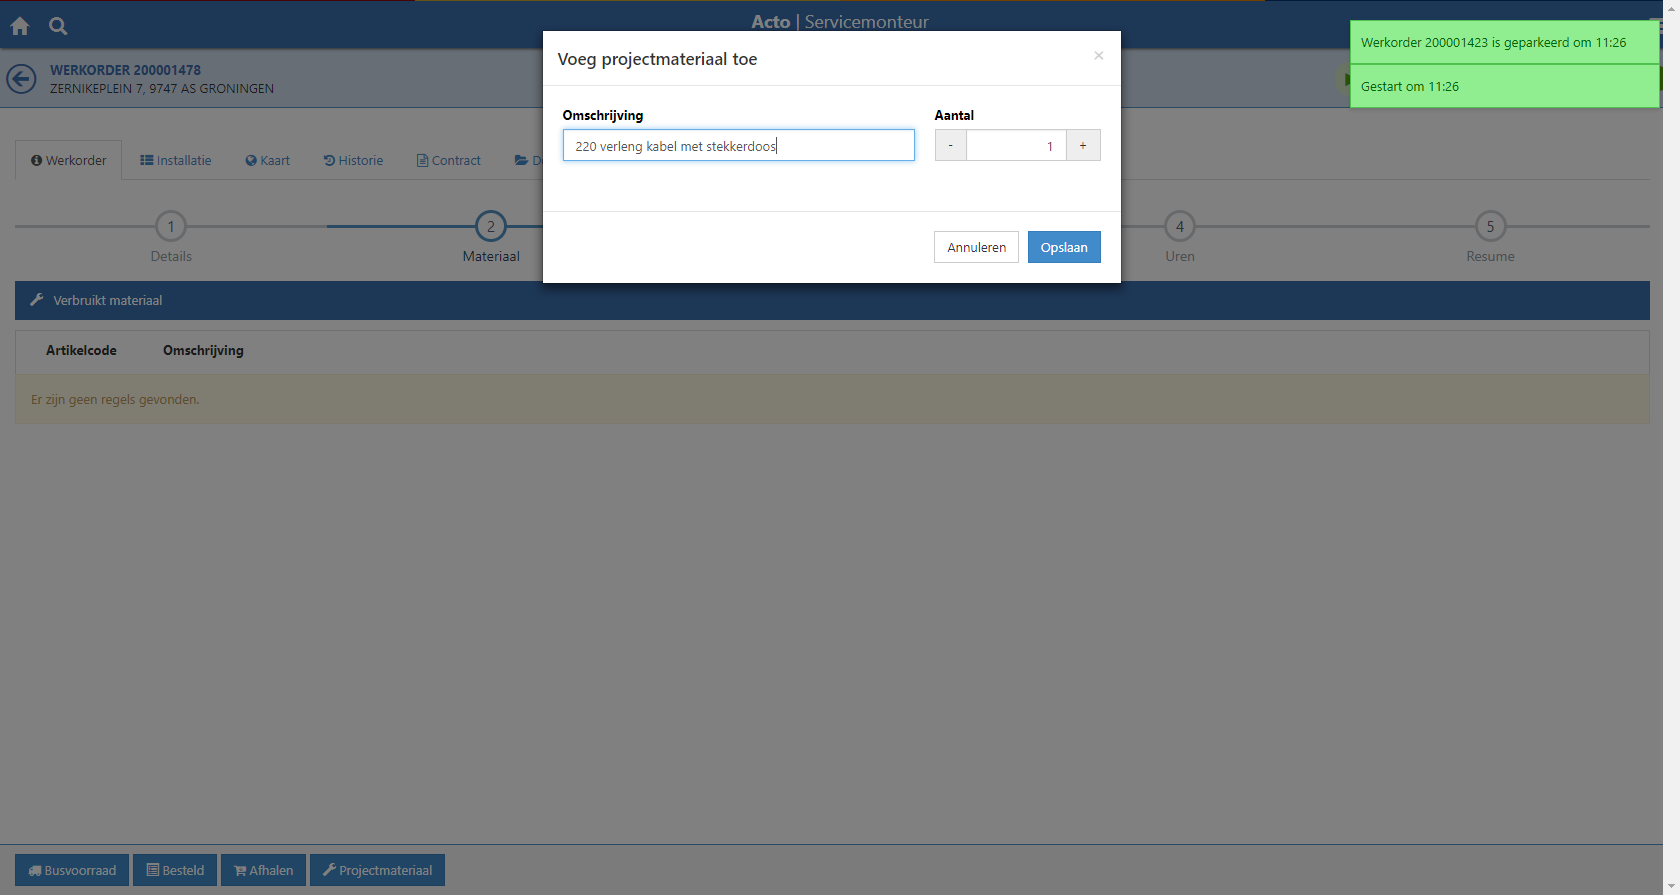 Acto | Servicemonteur
Werkorder 200001423 is geparkeerd om 11:26
Gestart om 11:26
WERKORDER 200001478
ZERNIKEPLEIN 7, 9747 AS GRONINGEN
Voeg projectmateriaal toe
×
Omschrijving
Aantal
220 verleng kabel met stekkerdoos
-
1
+
Annuleren
Opslaan
Werkorder
Installatie
Kaart
Historie
Contract
1
2
4
5
Details
Materiaal
Uren
Resume
Verbruikt materiaal
Artikelcode
Omschrijving
Er zijn geen regels gevonden.
Busvoorraad
Besteld
Afhalen
Projectmateriaal